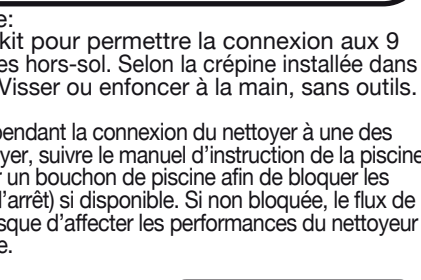 e:
kit pour permettre la connexion aux 9
es hors-sol. Selon la crépine installée dans
Visser ou enfoncer à la main, sans outils.
pendant la connexion du nettoyer à une des
yer, suivre le manuel d'instruction de la piscine
r un bouchon de piscine afin de bloquer les
l'arrêt) si disponible. Si non bloquée, le flux de
sque d'affecter les performances du nettoyeur
e.